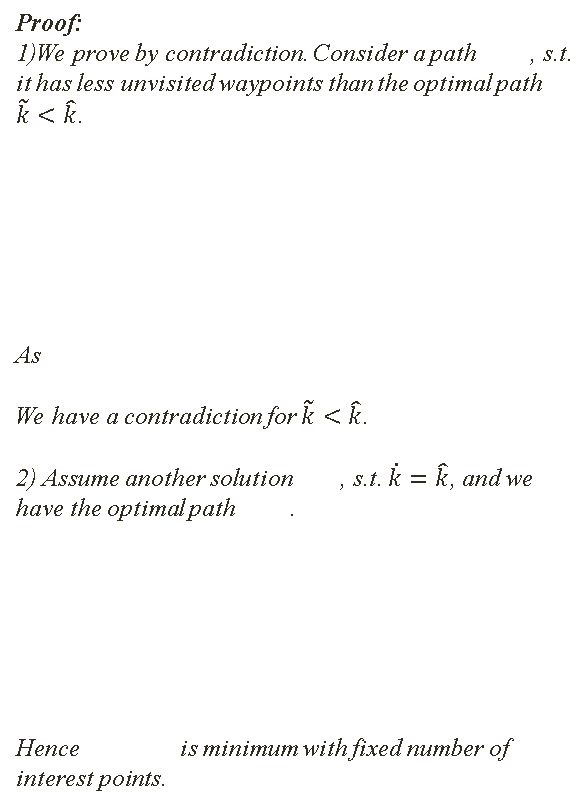 Proof:
1)We prove by contradiction. Consider a path , s.t.
it has less unvisited waypoints than the optimal path
k̃ < k̂.
As
We have a contradiction for k̃ < k̂.
2) Assume another solution , s.t. k̇ = k̂, and we
have the optimal path .
Hence is minimum with fixed number of
interest points.